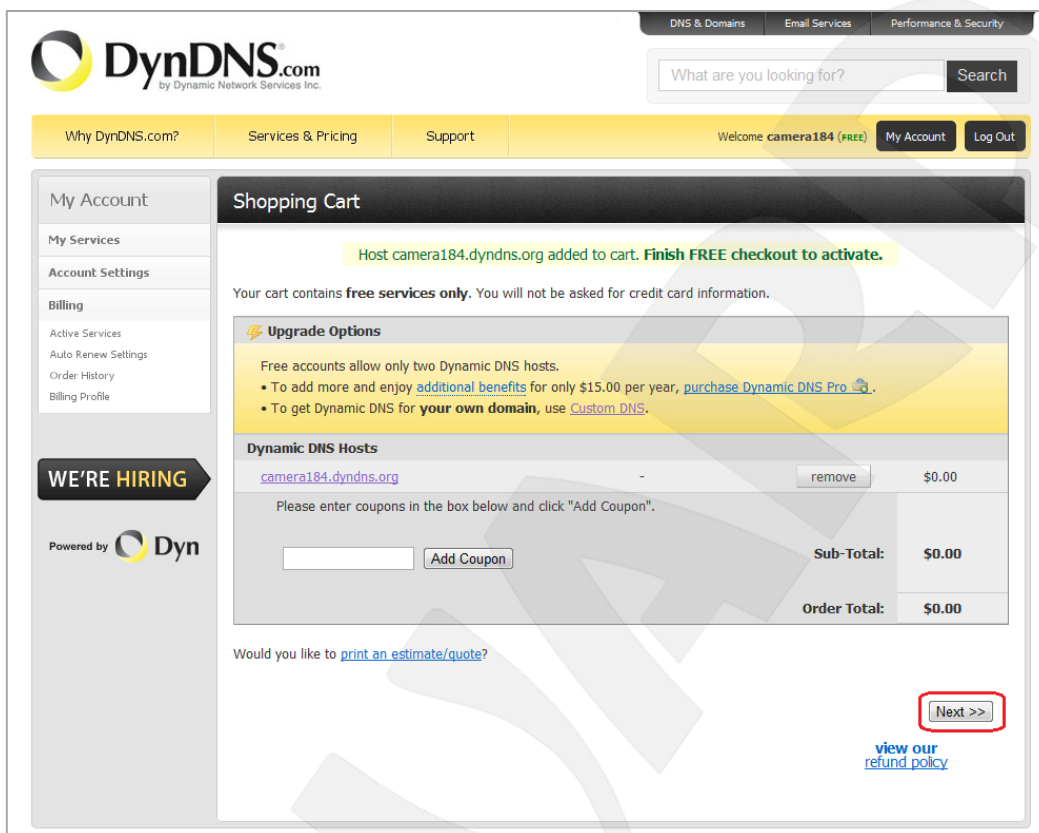 DNS & Domains Email Services Performance & Security
DynDNS.com
by Dynamic Network Services Inc.
What are you looking for? Search
Why DynDNS.com? Services & Pricing Support Welcome camera184 (FREE) My Account Log Out
My Account
My Services
Account Settings
Billing
Active Services
Auto Renew Settings
Order History
Billing Profile
WE'RE HIRING
Powered by Dyn
Shopping Cart
Host camera184.dyndns.org added to cart. Finish FREE checkout to activate.
Your cart contains free services only. You will not be asked for credit card information.
Upgrade Options
Free accounts allow only two Dynamic DNS hosts.
• To add more and enjoy additional benefits for only $15.00 per year, purchase Dynamic DNS Pro .
• To get Dynamic DNS for your own domain, use Custom DNS.
Dynamic DNS Hosts
camera184.dyndns.org - remove $0.00
Please enter coupons in the box below and click "Add Coupon".
Add Coupon Sub-Total: $0.00
Order Total: $0.00
Would you like to print an estimate/quote?
Next >>
view our
refund policy